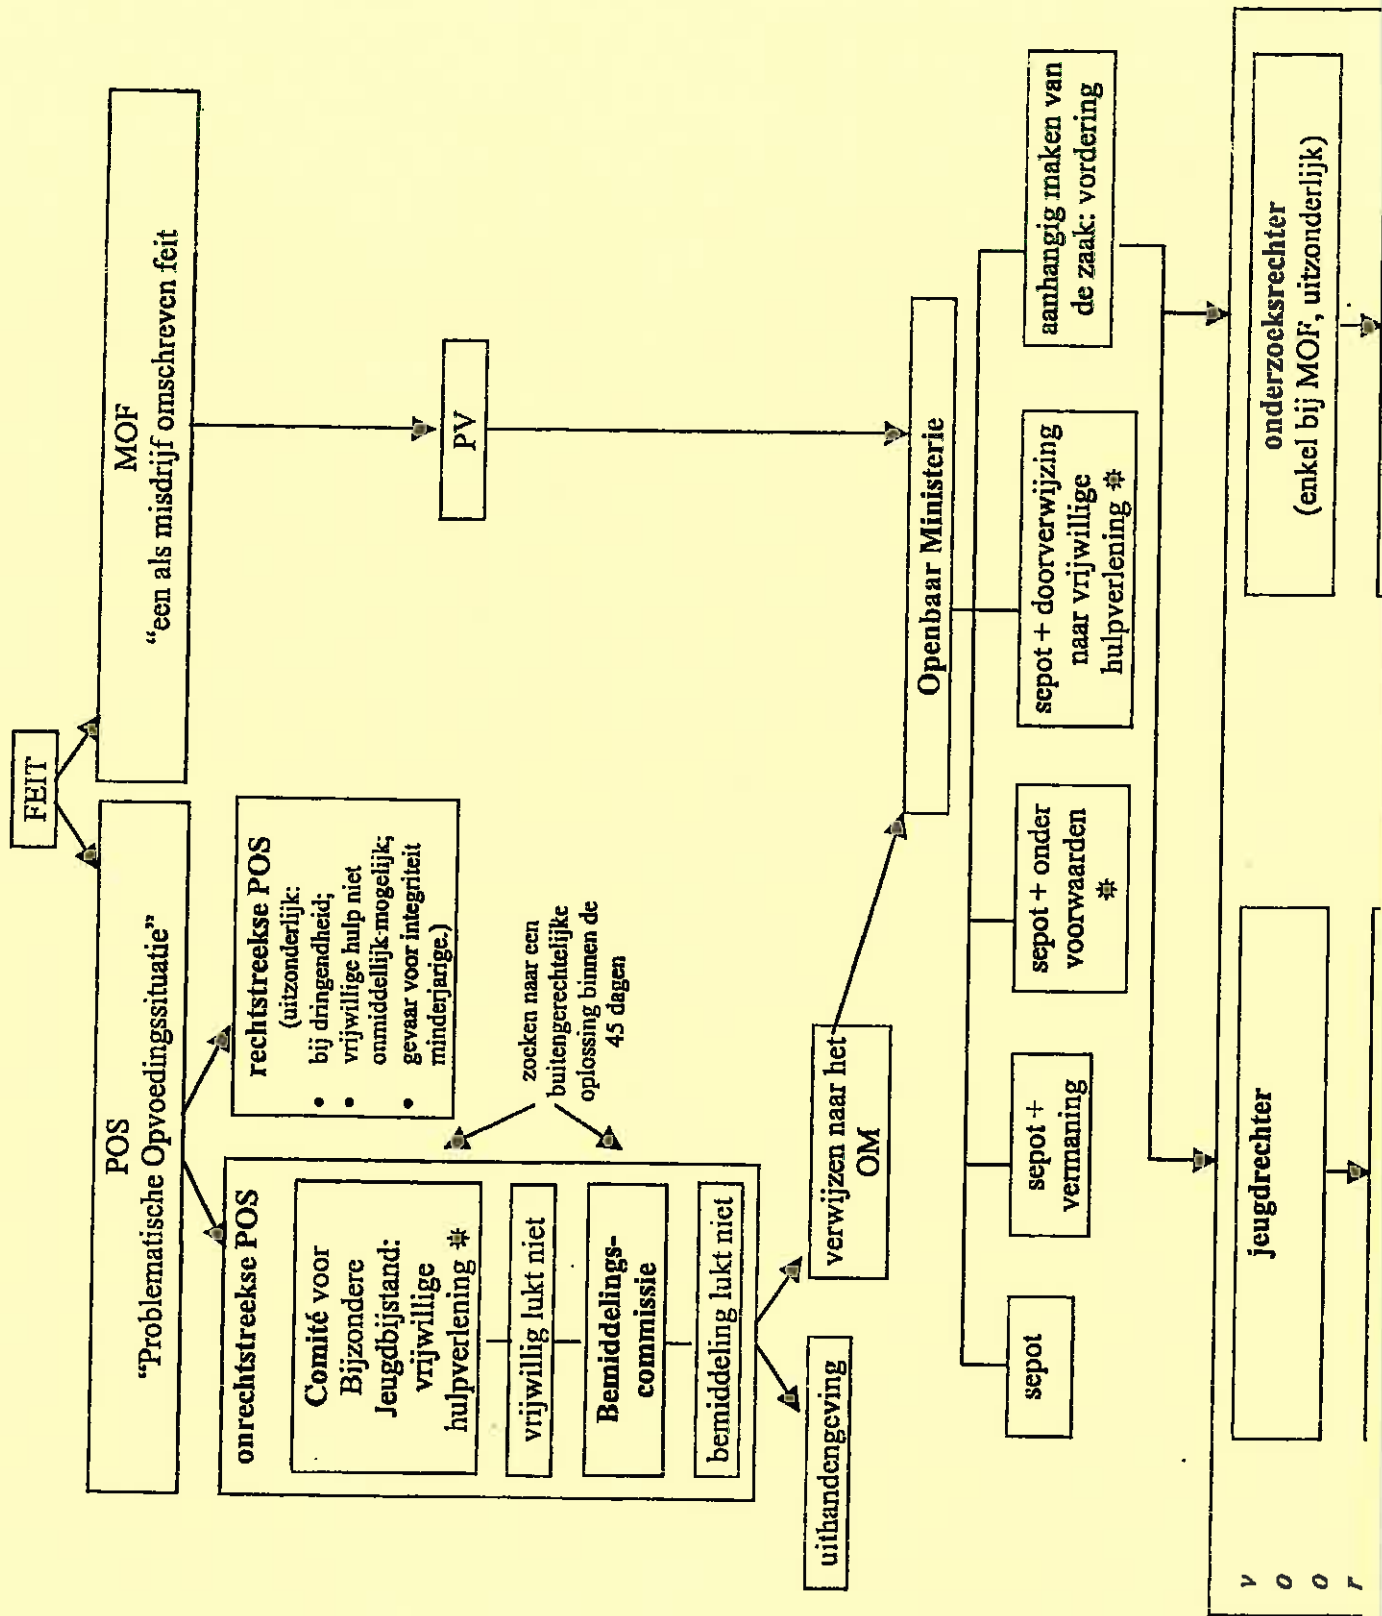 FEIT
POS
“Problematische Opvoedingssituatie”
MOF
“een als misdrijf omschreven feit
onrechtstreekse POS
Comité voor
Bijzondere
Jeugdbijstand:
vrijwillige
hulpverlening ⁕
vrijwillig lukt niet
Bemiddelings-
commissie
bemiddeling lukt niet
rechtstreekse POS
(uitzonderlijk:
• bij dringendheid;
• vrijwillige hulp niet
onmiddellijk-mogelijk;
• gevaar voor integriteit
minderjarige.)
zoeken naar een
buitengerechtelijke
oplossing binnen de
45 dagen
PV
uithandengeving
verwijzen naar het
OM
Openbaar Ministerie
sepot
sepot +
vermaning
sepot + onder
voorwaarden
⁕
sepot + doorverwijzing
naar vrijwillige
hulpverlening ⁕
aanhangig maken van
de zaak: vordering
v
o
o
r
jeugdrechter
onderzoeksrechter
(enkel bij MOF, uitzonderlijk)